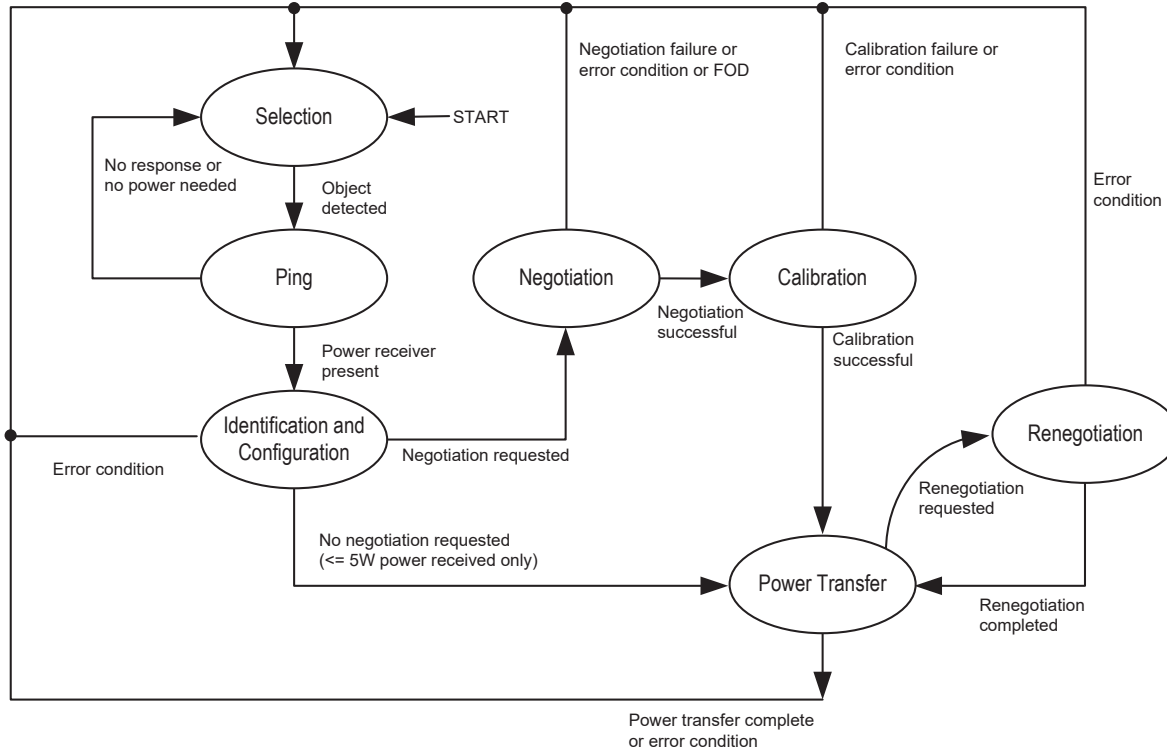 Negotiation failure or
error condition or FOD
Calibration failure or
error condition
Selection
START
No response or
no power needed
Object
detected
Error
condition
Ping
Negotiation
Calibration
Negotiation
successful
Calibration
successful
Power receiver
present
Identification and
Configuration
Renegotiation
Error condition
Negotiation requested
Renegotiation
requested
No negotiation requested
(<= 5W power received only)
Power Transfer
Renegotiation
completed
Power transfer complete
or error condition